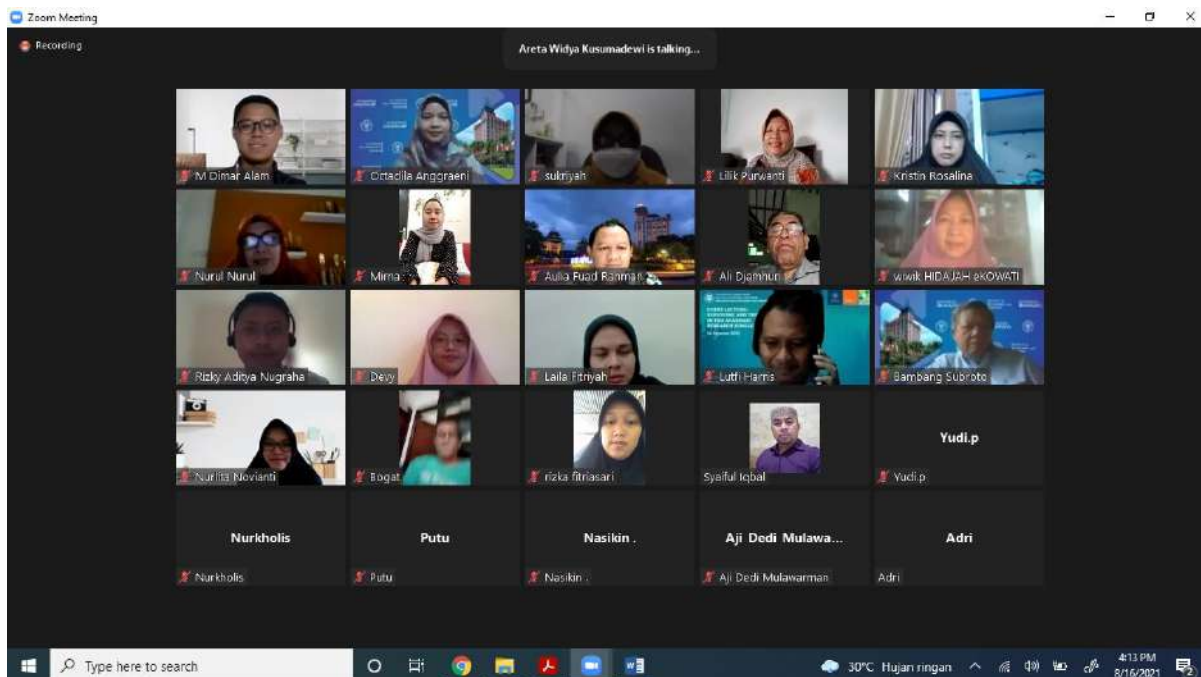 Zoom Meeting
Recording
Areta Widya Kusumadewi is talking...
M Dimar Alam
Octadila Anggraeni
sukriyah
Lilik Purwanti
Kristin Rosalina
Nurul Nurul
Mirna
Aulia Fuad Rahman
Ali Djamhuri
wiwik HIDAJAH eKOWATI
Rizky Aditya Nugraha
Devy
Laila Fitriyah
Lutfi Harris
Bambang Subroto
Nurlita Novianti
Bogat
rizka fitriasari
Syaiful Iqbal
Yudi.p
Yudi.p
Nurkholis
Putu
Nasikin .
Aji Dedi Mulawa...
Adri
Nurkholis
Putu
Nasikin .
Aji Dedi Mulawarman
Adri
Type here to search
30°C Hujan ringan
4:13 PM
8/16/2021